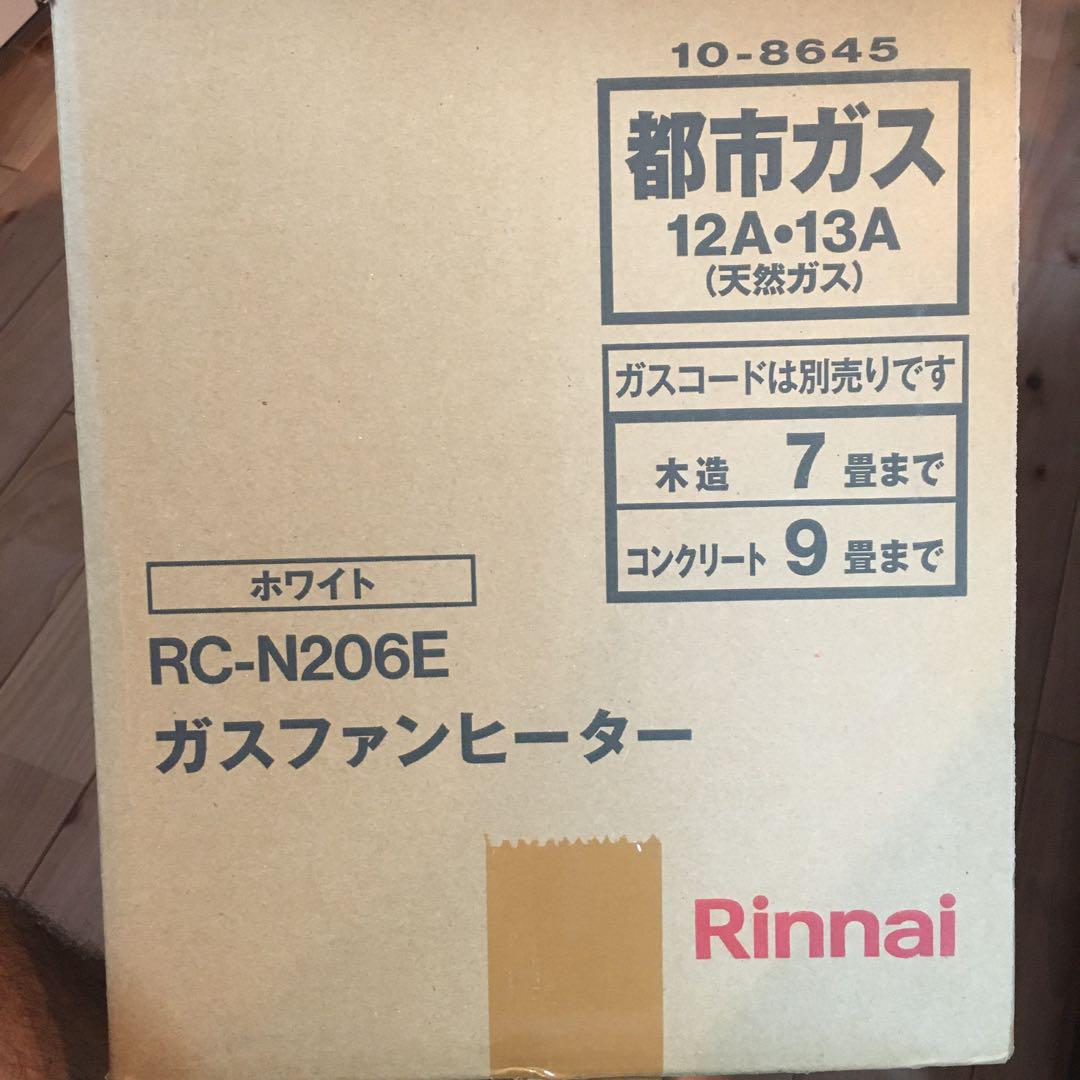 10-8645
都市ガス
12A・13A
(天然ガス)
ガスコードは別売りです
木造 7畳まで
コンクリート 9畳まで
ホワイト
RC-N206E
ガスファンヒーター
Rinnai